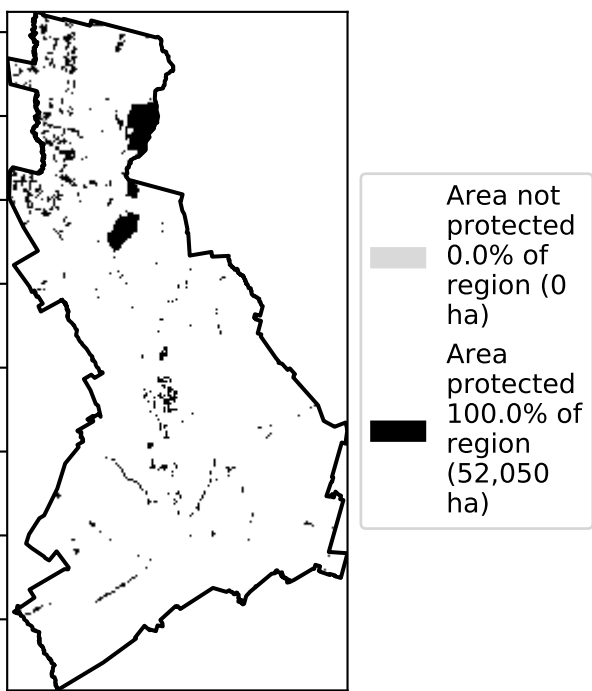 Area not
protected
0.0% of
region (0
ha)
Area
protected
100.0% of
region
(52,050
ha)